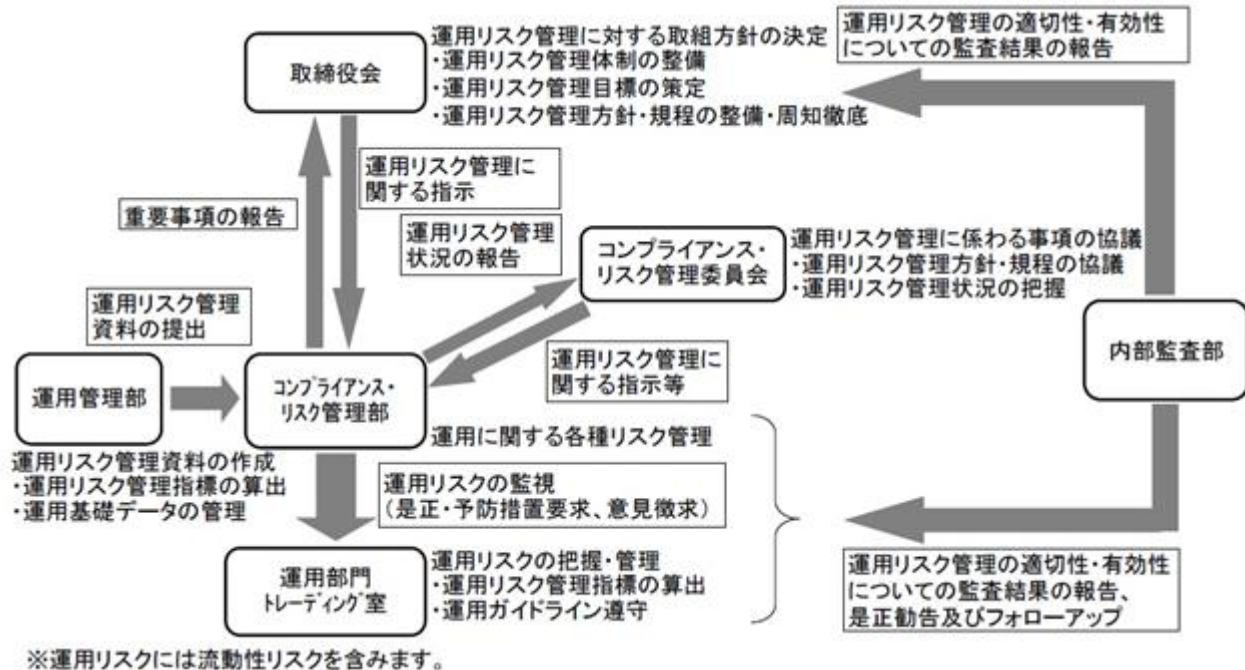 取締役会
運用リスク管理に対する取組方針の決定
・運用リスク管理体制の整備
・運用リスク管理目標の策定
・運用リスク管理方針・規程の整備・周知徹底
運用リスク管理の適切性・有効性
についての監査結果の報告
重要事項の報告
運用リスク管理に
関する指示
運用リスク管理
状況の報告
コンプライアンス・
リスク管理委員会
運用リスク管理に係わる事項の協議
・運用リスク管理方針・規程の協議
・運用リスク管理状況の把握
運用リスク管理
資料の提出
運用リスク管理に
関する指示等
内部監査部
運用管理部
コンプライアンス・
リスク管理部
運用に関する各種リスク管理
運用リスク管理資料の作成
・運用リスク管理指標の算出
・運用基礎データの管理
運用リスクの監視
(是正・予防措置要求、意見徴求)
運用部門
トレーディング室
運用リスクの把握・管理
・運用リスク管理指標の算出
・運用ガイドライン遵守
運用リスク管理の適切性・有効性
についての監査結果の報告、
是正勧告及びフォローアップ
※運用リスクには流動性リスクを含みます。